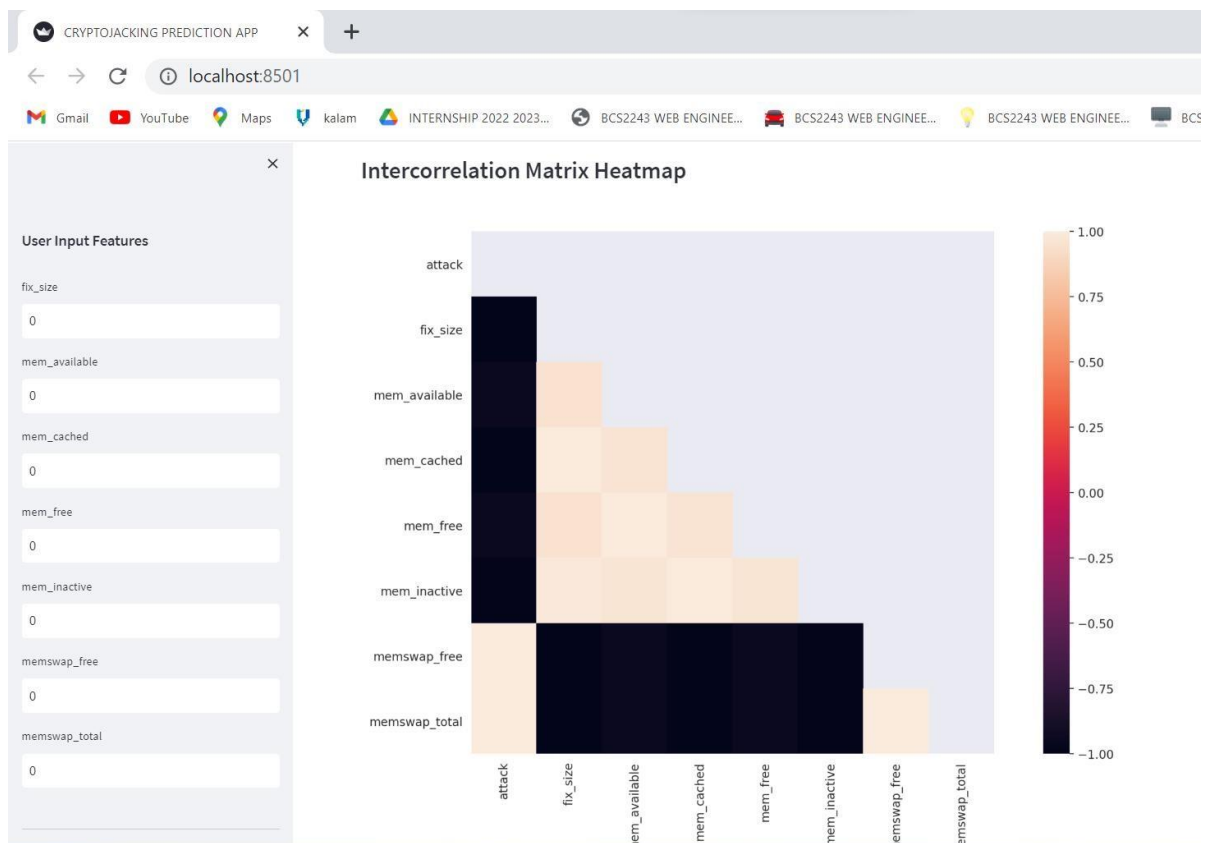 CRYPTOJACKING PREDICTION APP
localhost:8501
Gmail YouTube Maps kalam INTERNSHIP 2022 2023... BCS2243 WEB ENGINEE... BCS2243 WEB ENGINEE... BCS2243 WEB ENGINEE... BCS
User Input Features
fix_size
0
mem_available
0
mem_cached
0
mem_free
0
mem_inactive
0
memswap_free
0
memswap_total
0
Intercorrelation Matrix Heatmap
attack
fix_size
mem_available
mem_cached
mem_free
mem_inactive
memswap_free
memswap_total
attack
fix_size
em_available
mem_cached
mem_free
em_inactive
emswap_free
emswap_total
1.00
0.75
0.50
0.25
0.00
−0.25
−0.50
−0.75
−1.00